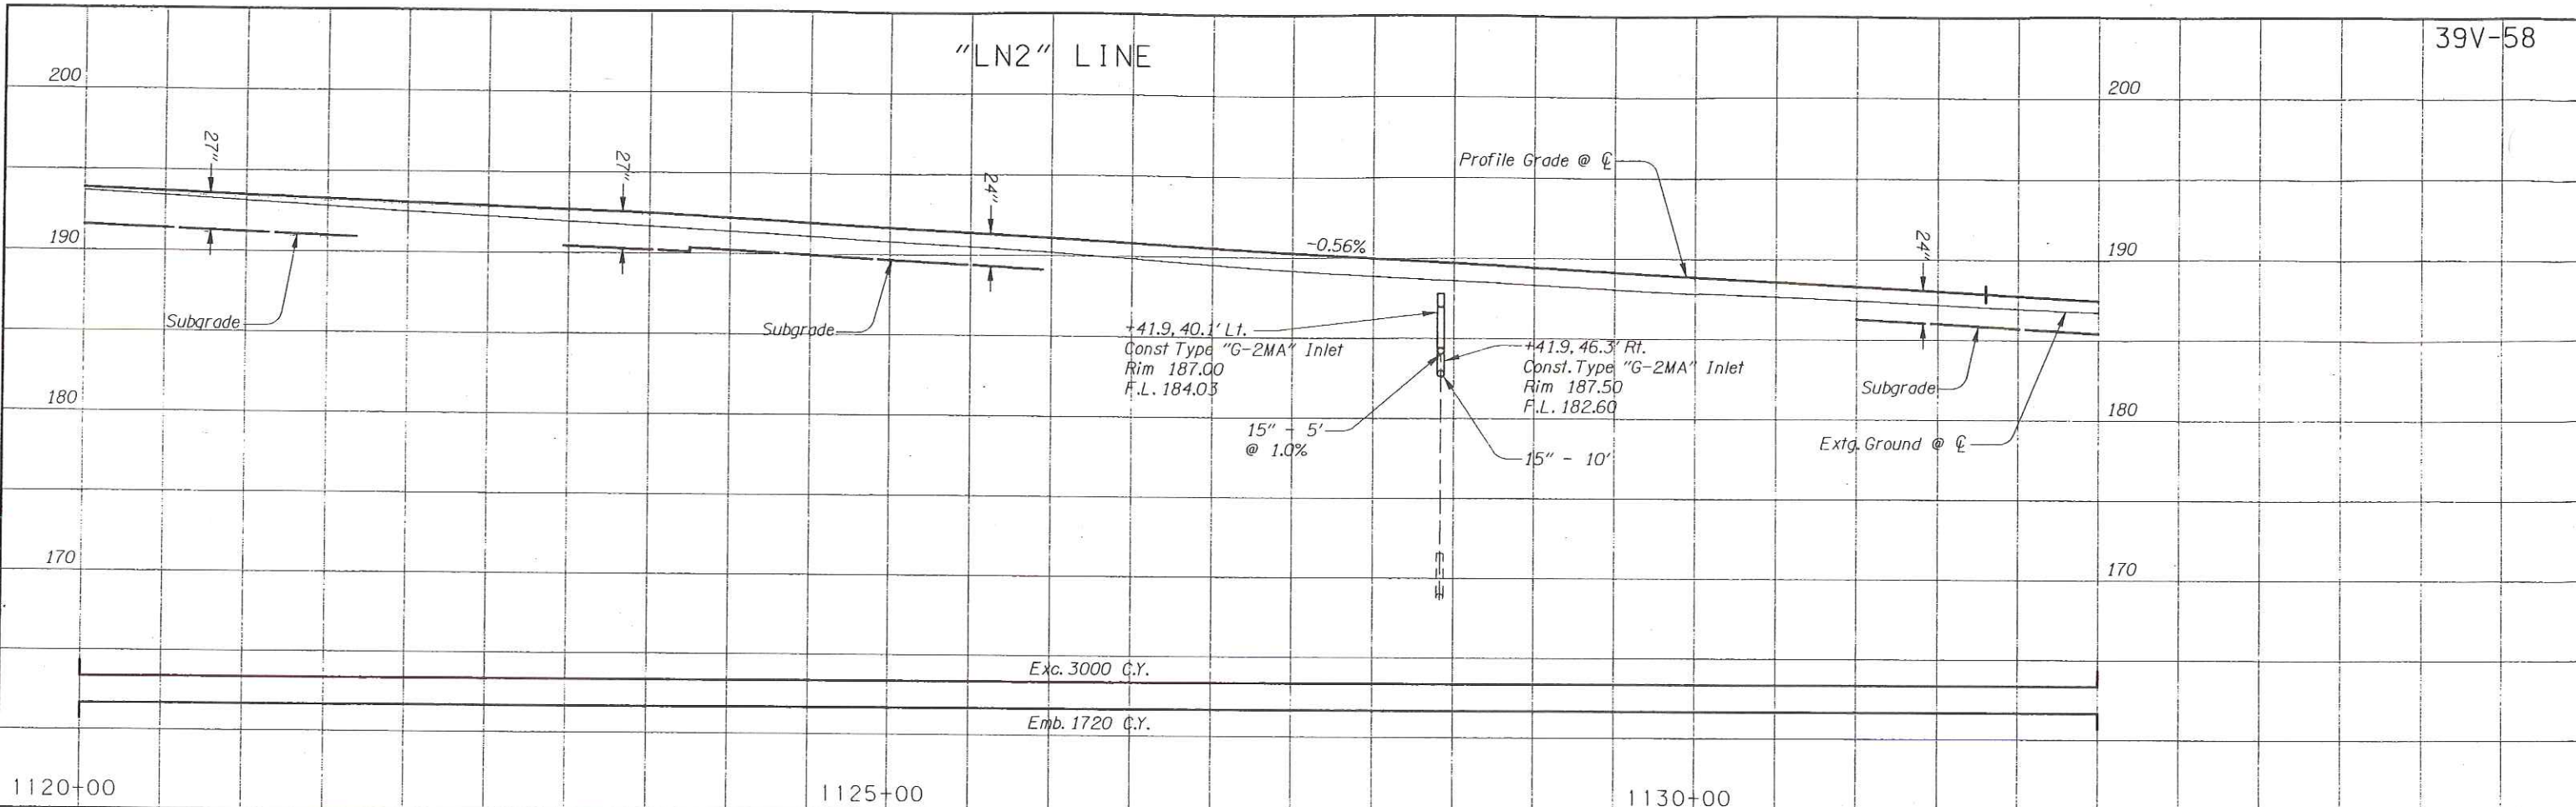 "LN2" LINE
39V-58
200
200
27"
27"
24"
Profile Grade @ ℄
190
-0.56%
24"
190
Subgrade
Subgrade
+41.9, 40.1' Lt.
Const Type "G-2MA" Inlet
Rim 187.00
F.L. 184.03
+41.9, 46.3' Rt.
Const. Type "G-2MA" Inlet
Rim 187.50
F.L. 182.60
Subgrade
180
180
15" - 5'
@ 1.0%
15" - 10'
Extg. Ground @ ℄
170
170
Exc. 3000 C.Y.
Emb. 1720 C.Y.
1120+00
1125+00
1130+00